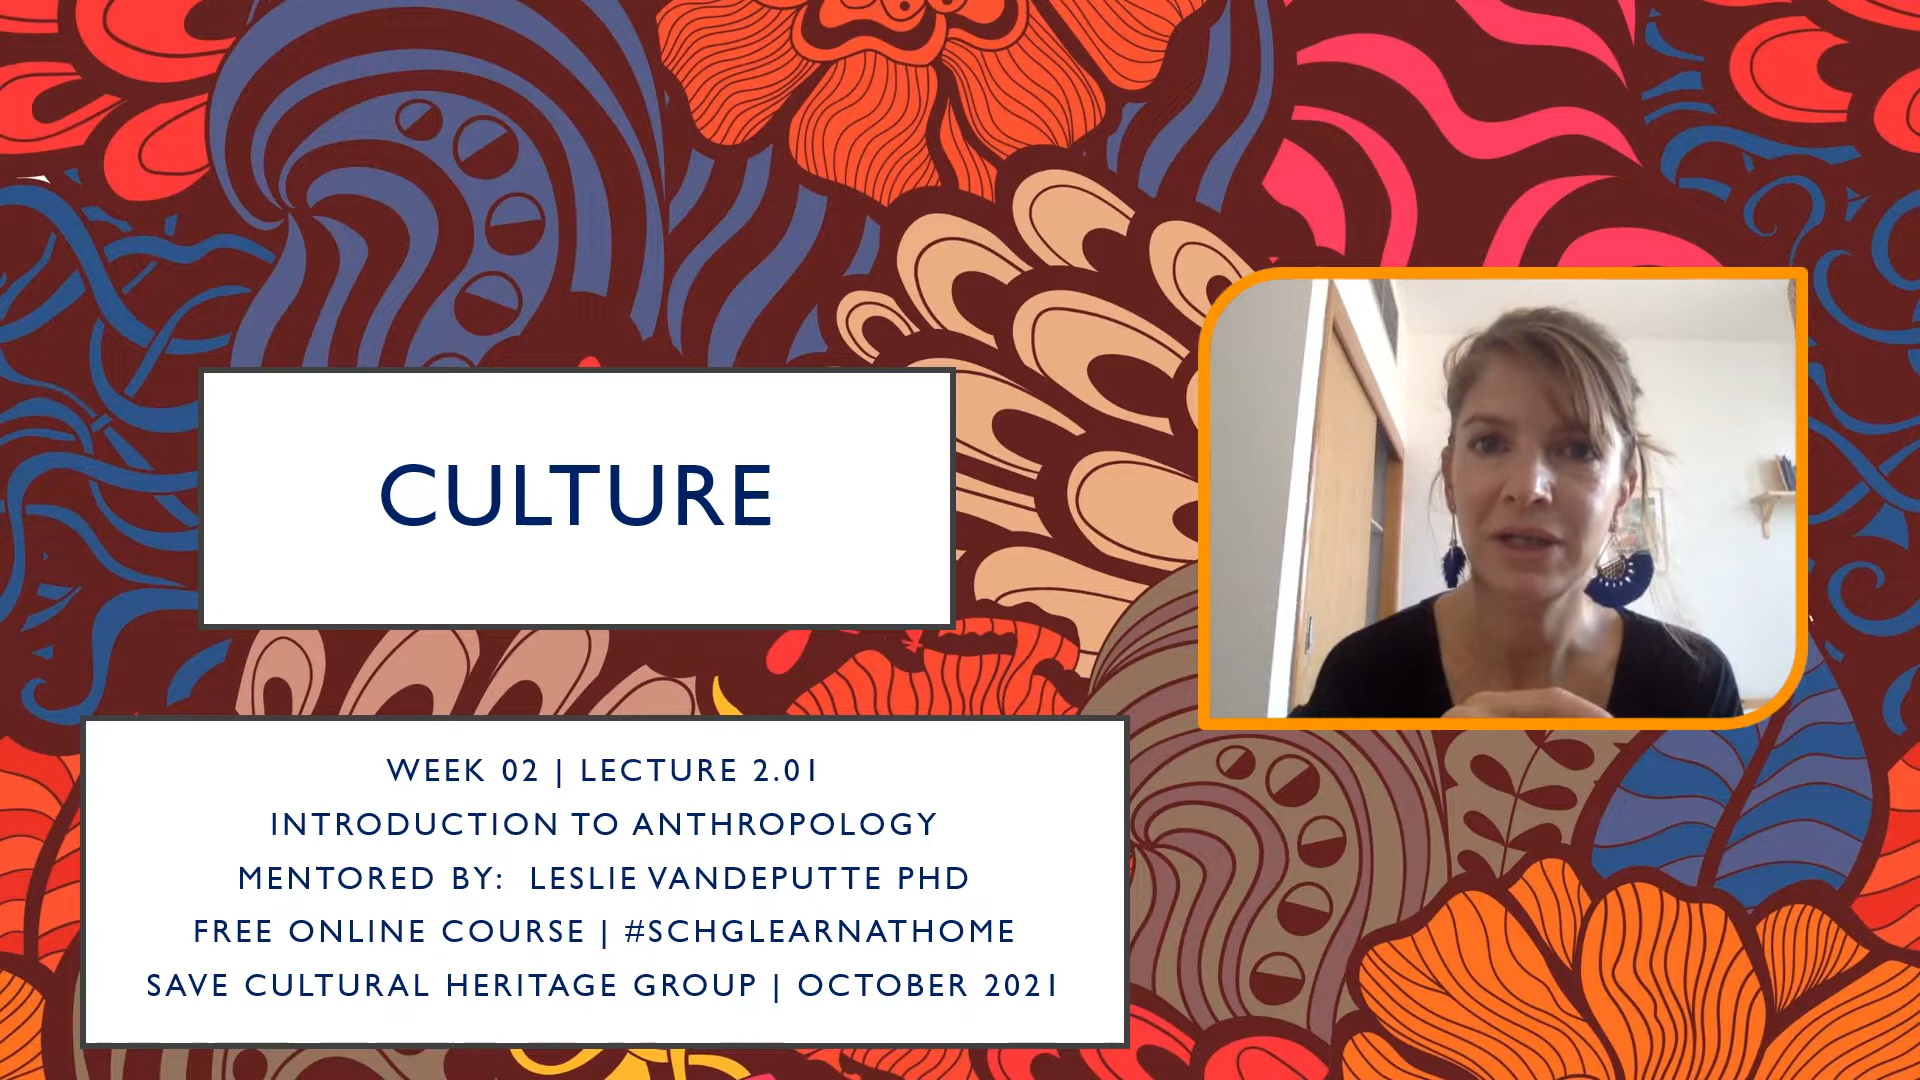 CULTURE
WEEK 02 | LECTURE 2.01
INTRODUCTION TO ANTHROPOLOGY
MENTORED BY: LESLIE VANDEPUTTE PHD
FREE ONLINE COURSE | #SCHGLEARNATHOME
SAVE CULTURAL HERITAGE GROUP | OCTOBER 2021